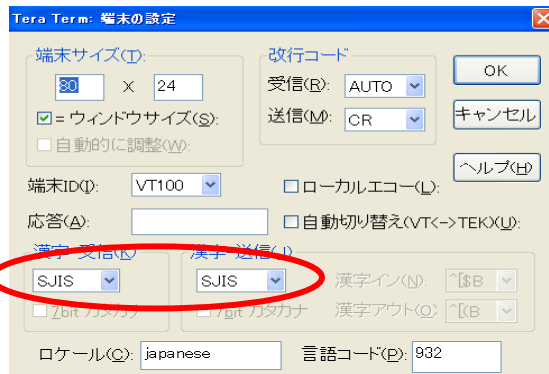 Tera Term: 端末の設定
端末サイズ(T):
80 X 24
= ウィンドウサイズ(S):
自動的に調整(W):
改行コード
受信(R): AUTO
送信(M): CR
OK
キャンセル
ヘルプ(H)
端末ID(I): VT100
ローカルエコー(L):
応答(A):
自動切り替え(VT<->TEK)(U):
漢字-受信(K)
漢字-送信(J)
SJIS
SJIS
漢字イン(N): ^[$B
7bit カタカナ
7bit カタカナ
漢字アウト(O): ^[(B
ロケール(C): japanese
言語コード(P): 932